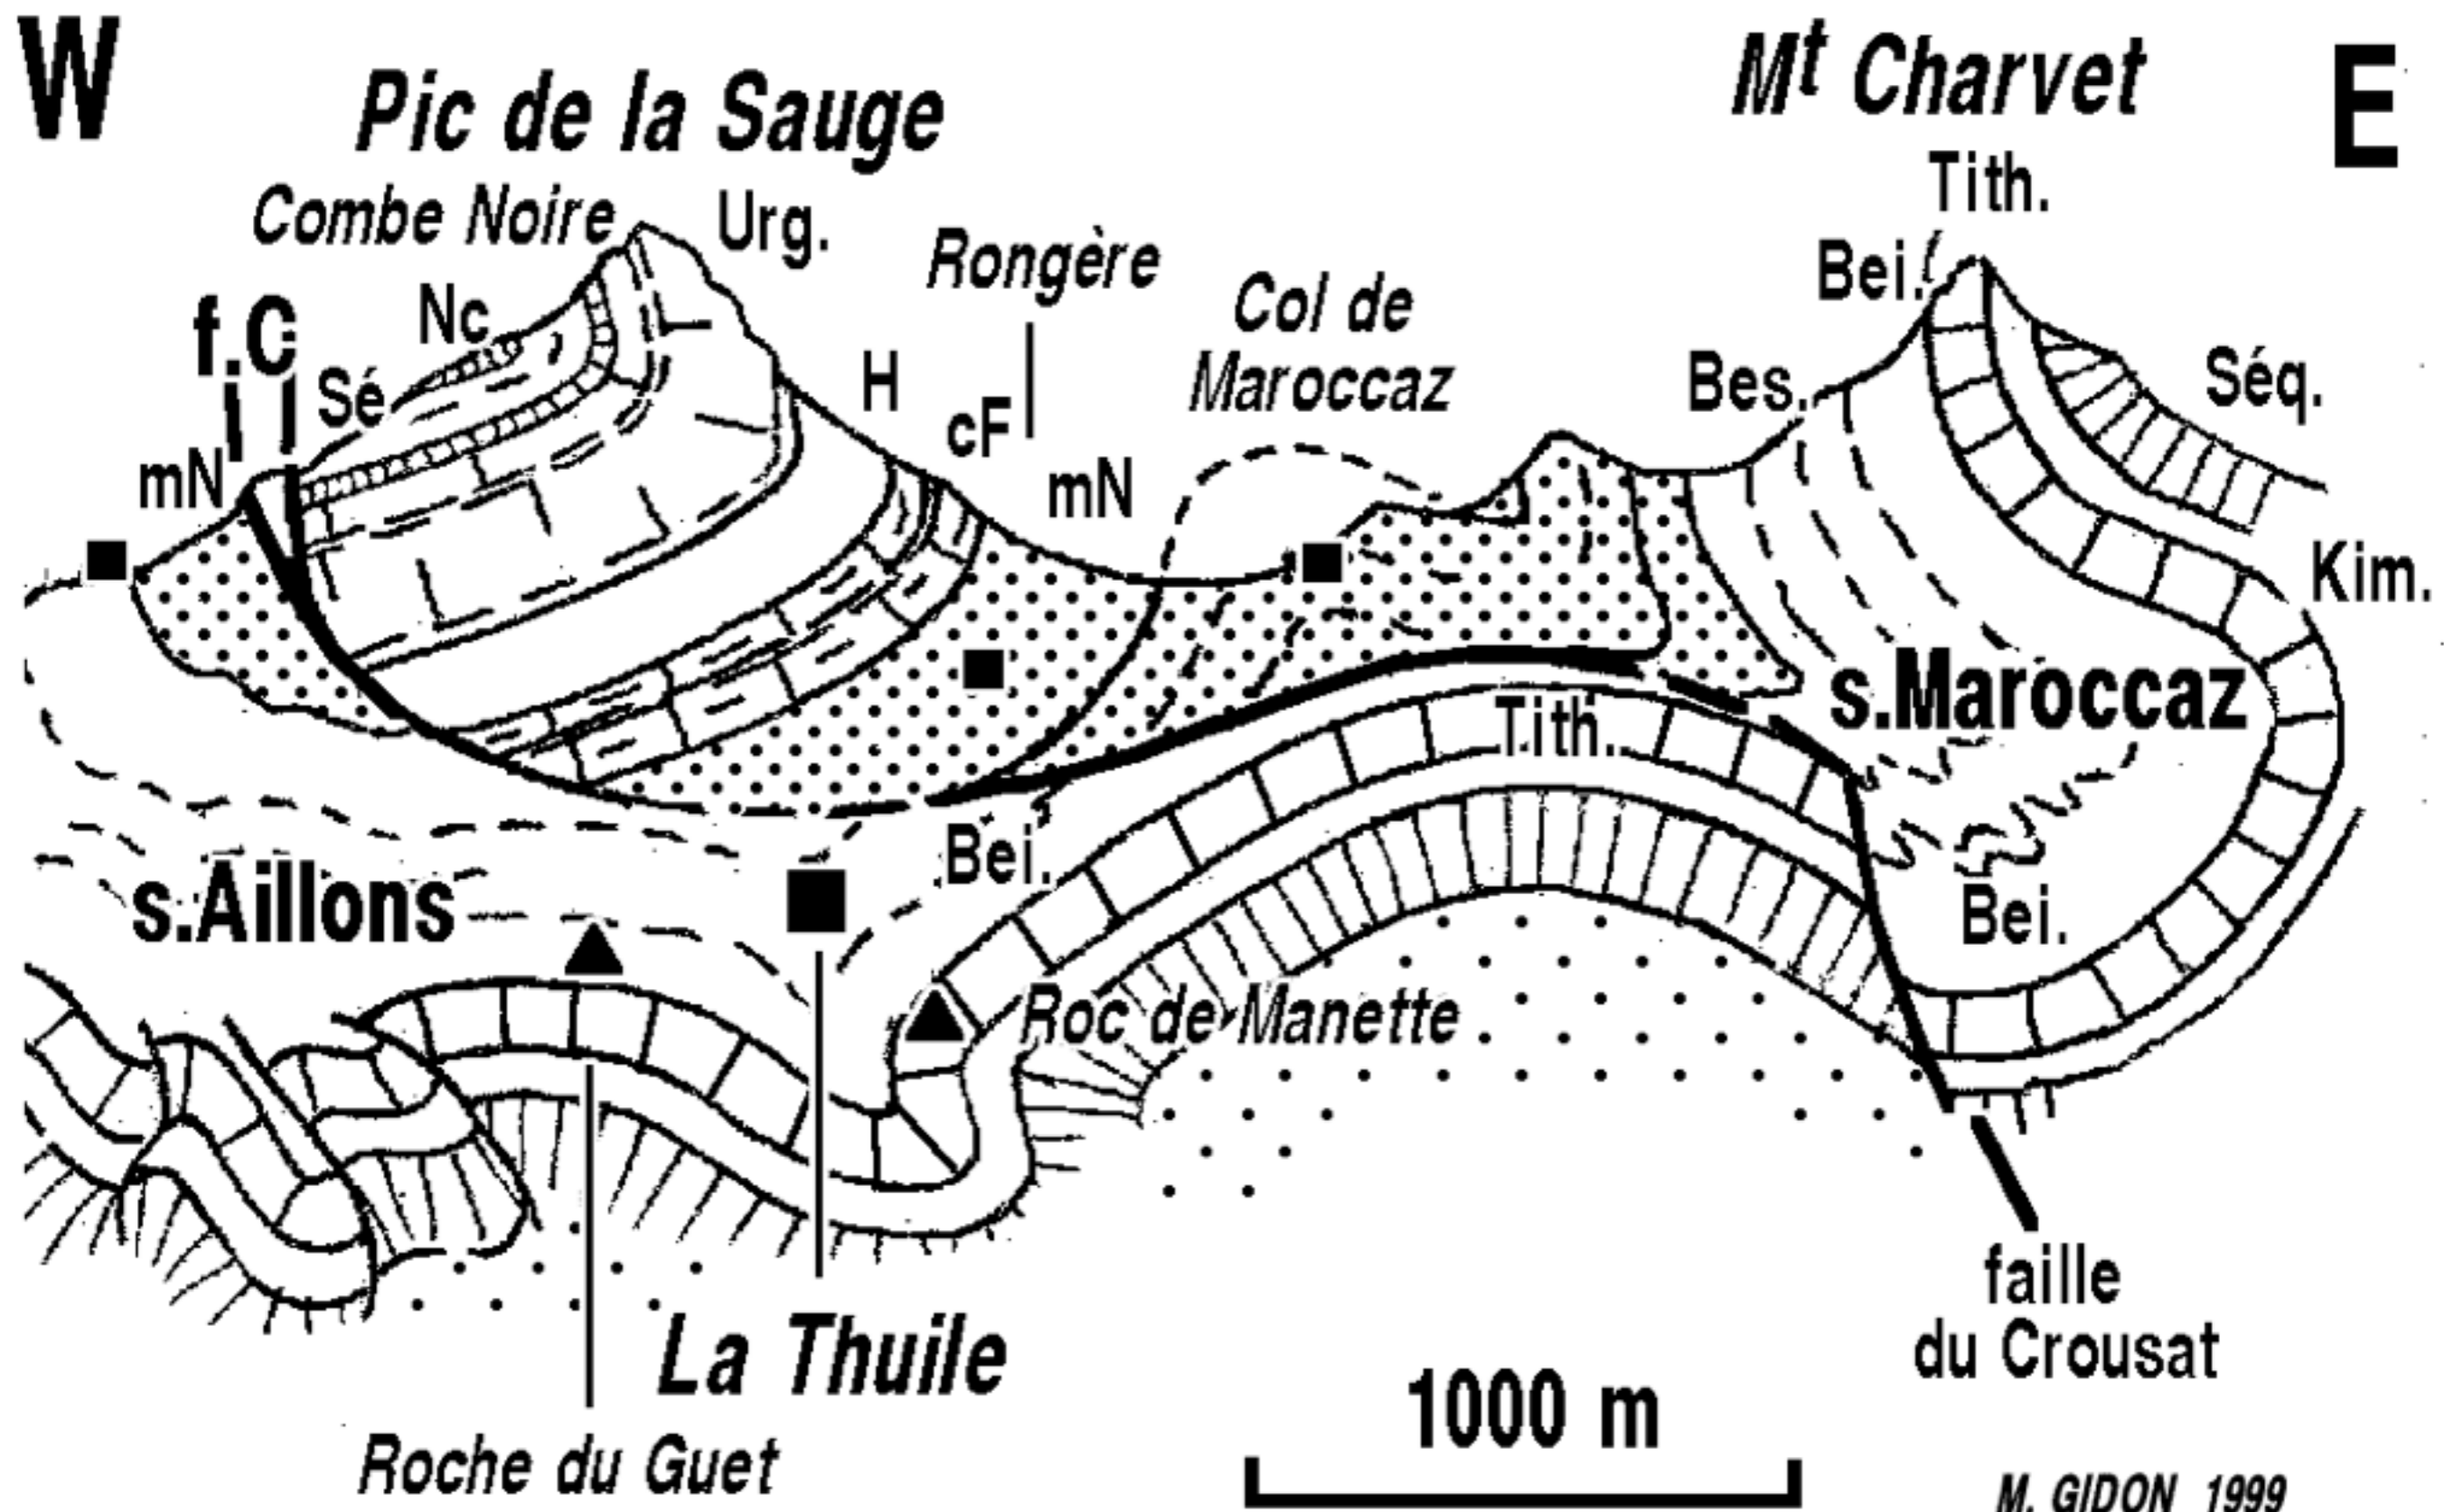 W
Pic de la Sauge
Mt Charvet
E
Combe Noire
Urg.
Tith.
Rongère
Bei.
Col de
Maroccaz
f.C
Nc
Sé
H
cF
Bes.
Séq.
mN
mN
Kim.
s.Maroccaz
Tith.
Bei.
s.Aillons
Bei.
Roc de Manette
La Thuile
faille
du Crousat
Roche du Guet
1000 m
M. GIDON 1999